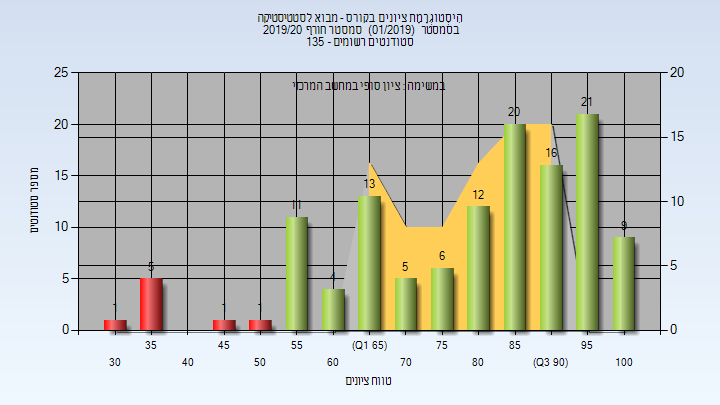 היסטוגרמת ציונים בקורס - מבוא לסטטיסטיקה
בסמסטר (01/2019) סמסטר חורף 2019/20
סטודנטים רשומים - 135
במשימה : ציון סופי במחשב המרכזי
מספר סטודנטים
25 20
20 15
15 10
10 5
5 0
0
1 5 1 1 11 4 13 5 6 12 20 16 21 9
35 45 55 (Q1 65) 75 85 95
30 40 50 60 70 80 (Q3 90) 100
טווח ציונים